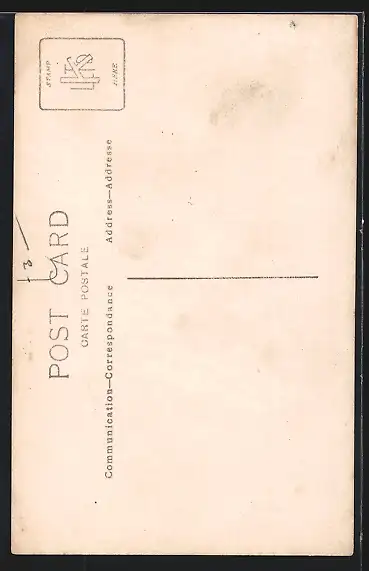 POST CARD
CARTE POSTALE
Communication—Correspondance
Address—Addresse
STAMP
HERE